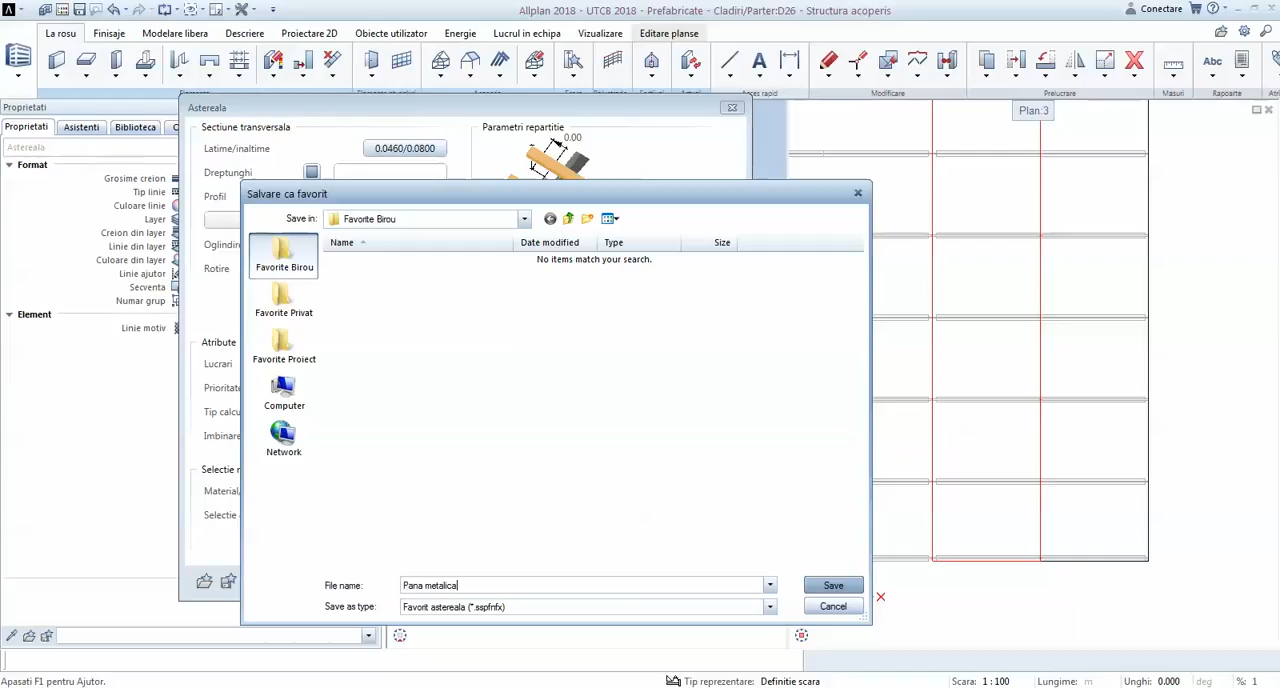 Allplan 2018 - UTCB 2018 - Prefabricate - Cladiri/Parter:D26 - Structura acoperis
Conectare
La rosu
Finisaje
Modelare libera
Descriere
Proiectare 2D
Obiecte utilizator
Energie
Lucrul in echipa
Vizualizare
Editare planse
Acces rapid
Modificare
Prelucrare
Masuri
Rapoarte
Abc
Proprietati
Proprietati
Asistenti
Biblioteca
Astereala
Format
Grosime creion
Tip linie
Culoare linie
Layer
Creion din layer
Linie din layer
Culoare din layer
Linie ajutor
Secventa
Numar grup
Element
Linie motiv
Astereala
Sectiune transversala
Latime/inaltime
0.0460/0.0800
Dreptunghi
Profil
Oglindire
Rotire
Parametri repartitie
0.00
Atribute
Lucrari
Prioritate
Tip calcu
Imbinare
Material/
Salvare ca favorit
Save in:
Favorite Birou
Name
Date modified
Type
Size
No items match your search.
Favorite Birou
Favorite Privat
Favorite Proiect
Computer
Network
File name:
Pana metalica
Save
Save as type:
Favorit astereala (*.sspfnfx)
Cancel
Plan:3
Apasati F1 pentru Ajutor.
Tip reprezentare:
Definitie scara
Scara:
1 : 100
Lungime:
m
Unghi:
0.000
deg
%:
1